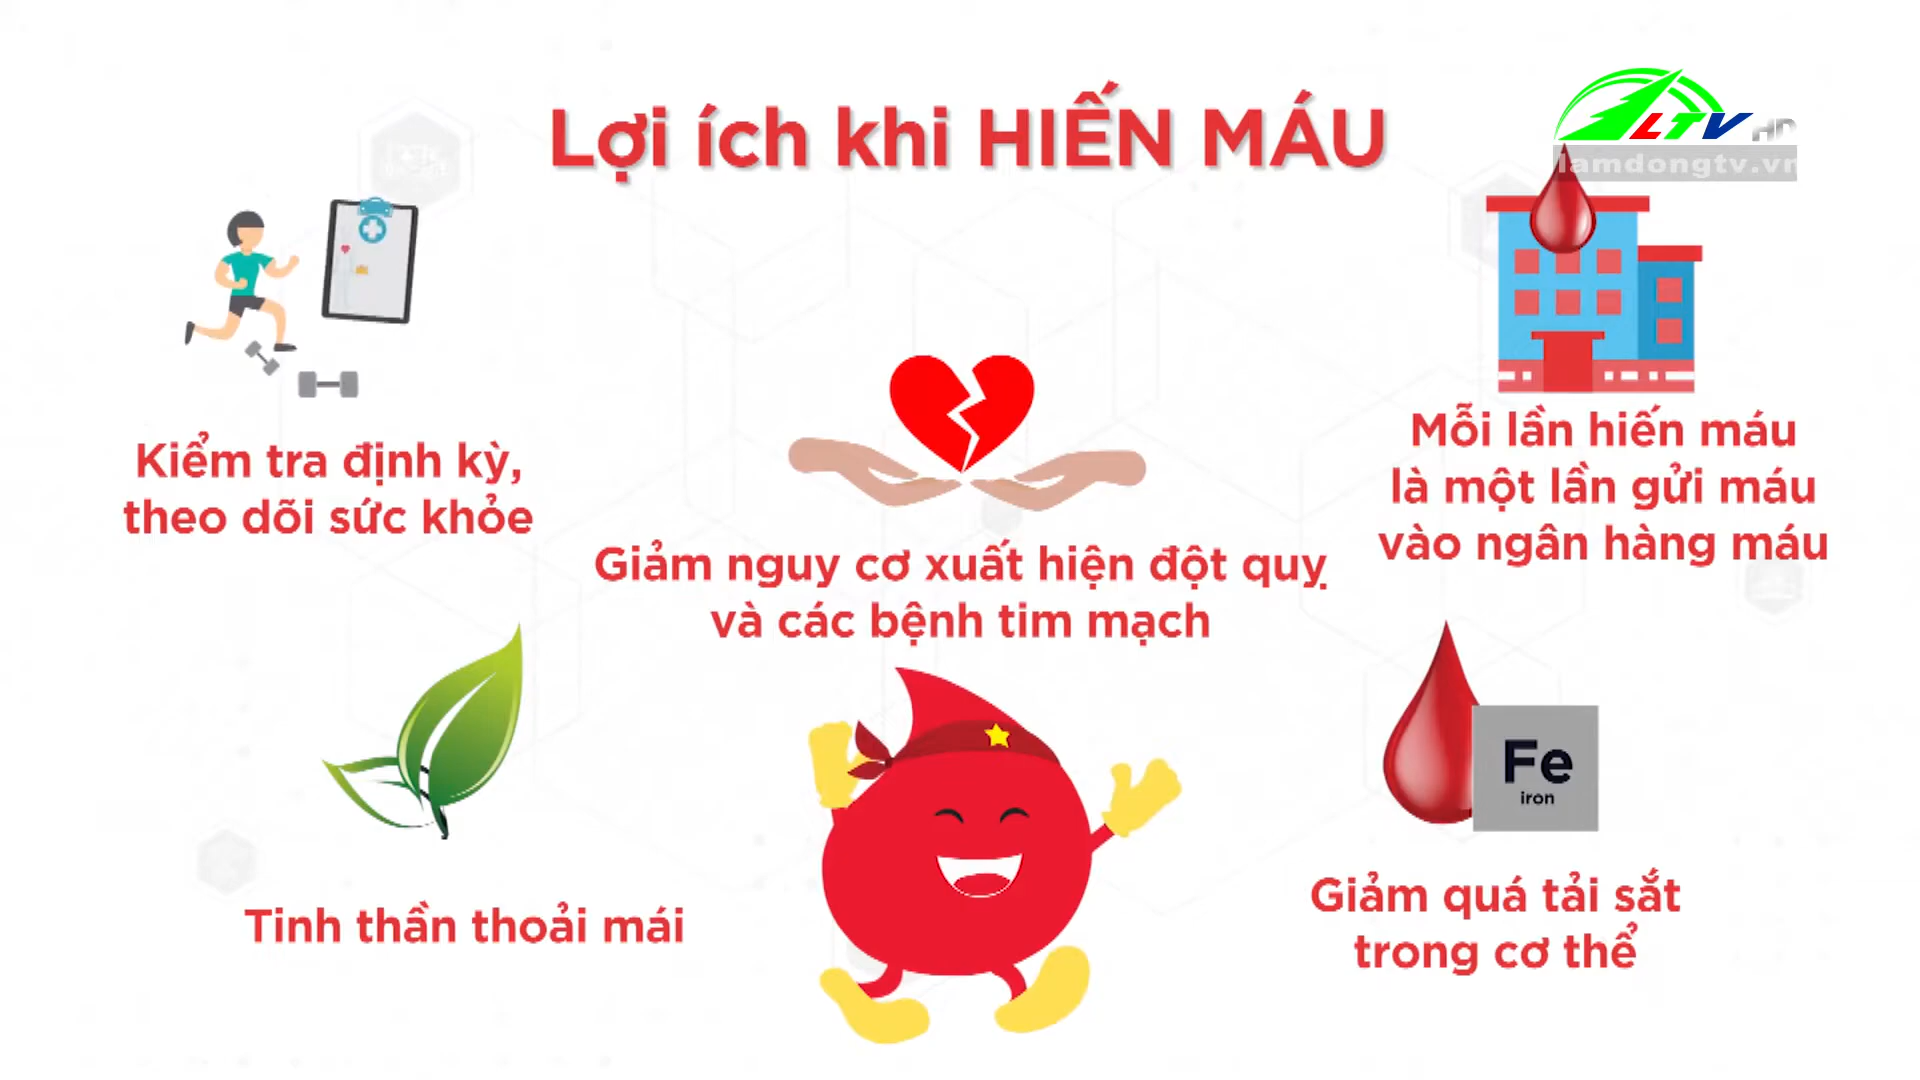 Lợi ích khi HIẾN MÁU
LTV HD
lamdongtv.vn
Kiểm tra định kỳ,
theo dõi sức khỏe
Giảm nguy cơ xuất hiện đột quỵ
và các bệnh tim mạch
Mỗi lần hiến máu
là một lần gửi máu
vào ngân hàng máu
Tinh thần thoải mái
Fe
iron
Giảm quá tải sắt
trong cơ thể